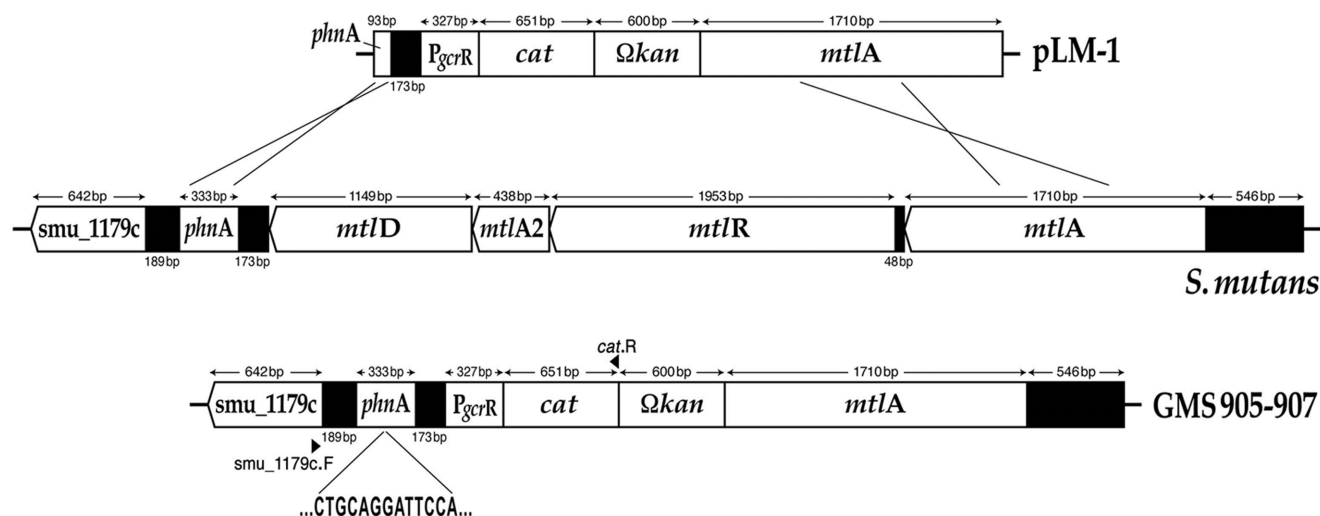 93bp 327bp 651bp 600bp 1710bp
phnA PgcrR cat Ωkan mtlA pLM-1
173bp
642bp 333bp 1149bp 438bp 1953bp 1710bp 546bp
smu_1179c phnA mtlD mtlA2 mtlR mtlA
189bp 173bp 48bp
S. mutans
cat.R
642bp 333bp 327bp 651bp 600bp 1710bp 546bp
smu_1179c phnA PgcrR cat Ωkan mtlA GMS 905-907
189bp 173bp
smu_1179c.F
...CTGCAGGATTCCA...